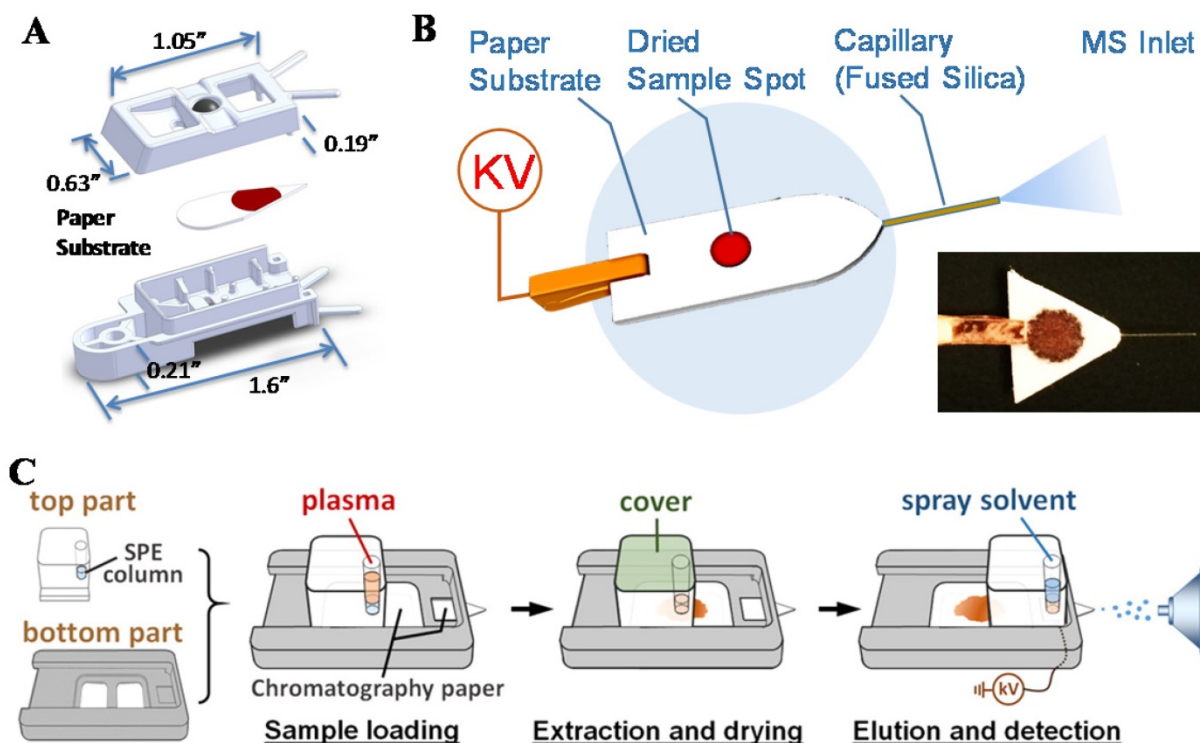 A
1.05”
0.19”
0.63”
Paper
Substrate
0.21”
1.6”
B
Paper
Substrate
Dried
Sample Spot
Capillary
(Fused Silica)
MS Inlet
KV
C
top part
SPE
column
bottom part
plasma
Chromatography paper
Sample loading
cover
Extraction and drying
spray solvent
kV
Elution and detection